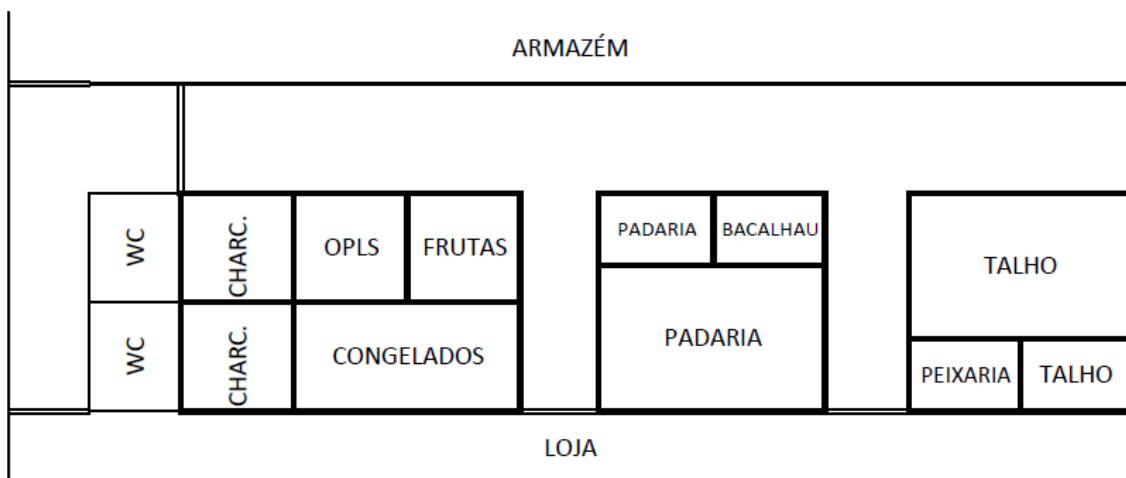 ARMAZÉM
WC
CHARC.
OPLS
FRUTAS
PADARIA
BACALHAU
TALHO
WC
CHARC.
CONGELADOS
PADARIA
PEIXARIA
TALHO
LOJA